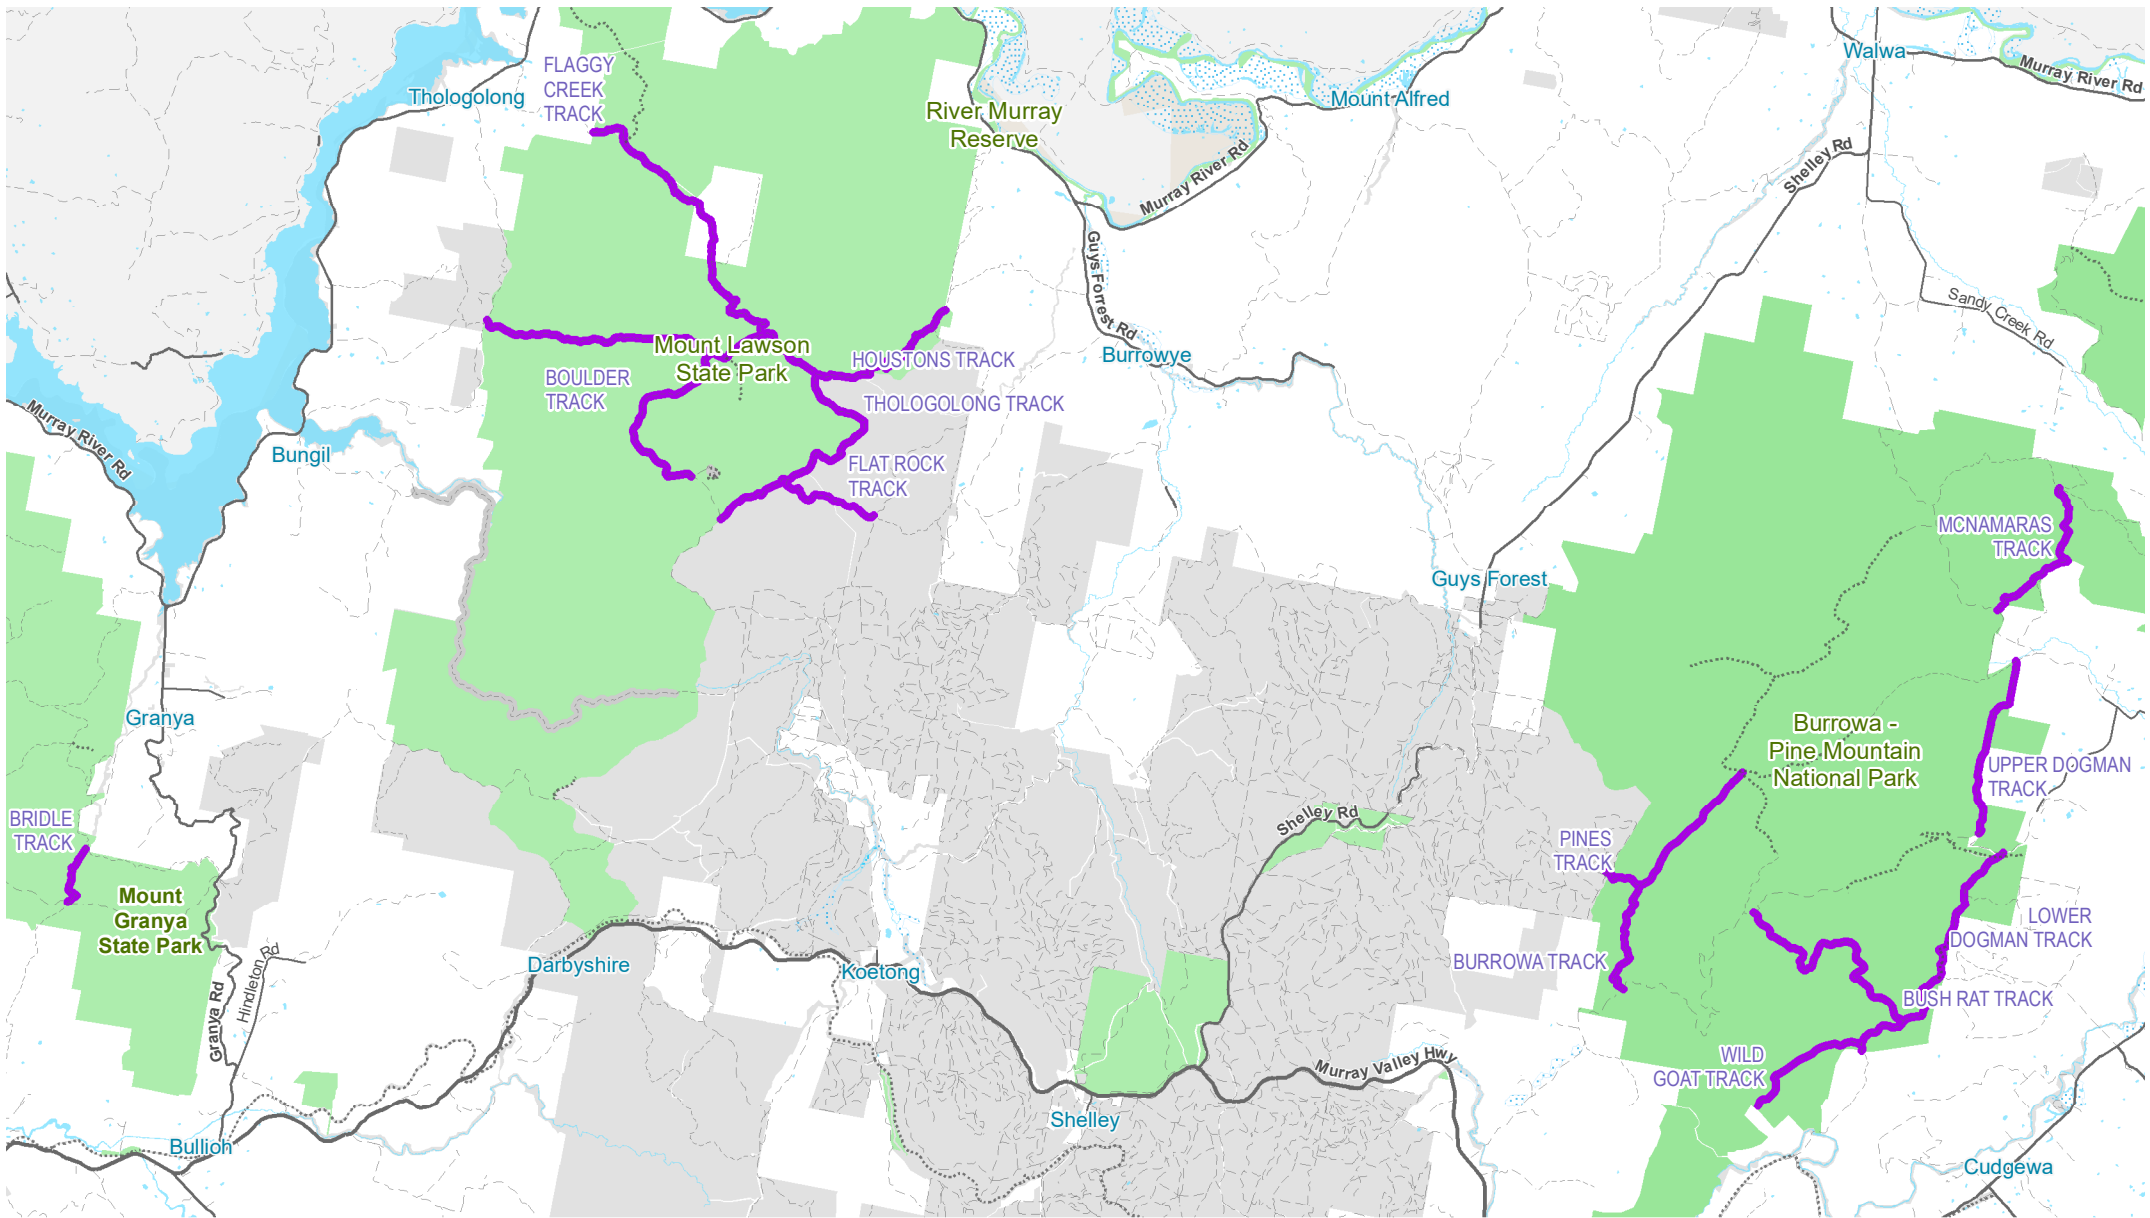 Walwa
Murray River Rd
FLAGGY
CREEK
TRACK
Thologolong
Mount Alfred
River Murray
Reserve
Murray River Rd
Shelley Rd
Guys Forrest Rd
Sandy Creek Rd
Mount Lawson
State Park
HOUSTONS TRACK
Burrowye
BOULDER
TRACK
THOLOGOLONG TRACK
Murray River Rd
Bungil
FLAT ROCK
TRACK
MCNAMARAS
TRACK
Guys Forest
Granya
Burrowa -
Pine Mountain
National Park
UPPER DOGMAN
TRACK
BRIDLE
TRACK
Shelley Rd
PINES
TRACK
Mount
Granya
State Park
LOWER
DOGMAN TRACK
Hindleton Rd
Granya Rd
Darbyshire
Koetong
BURROWA TRACK
BUSH RAT TRACK
WILD
GOAT TRACK
Murray Valley Hwy
Shelley
Bullioh
Cudgewa